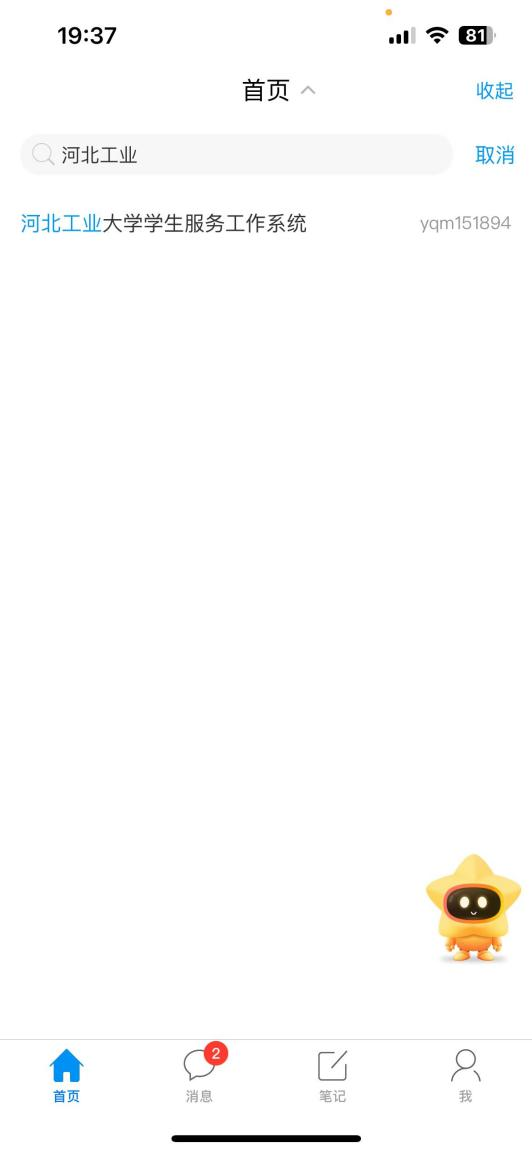 19:37
81
首页
收起
河北工业
取消
河北工业大学学生服务工作系统
yqm151894
2
首页
消息
笔记
我